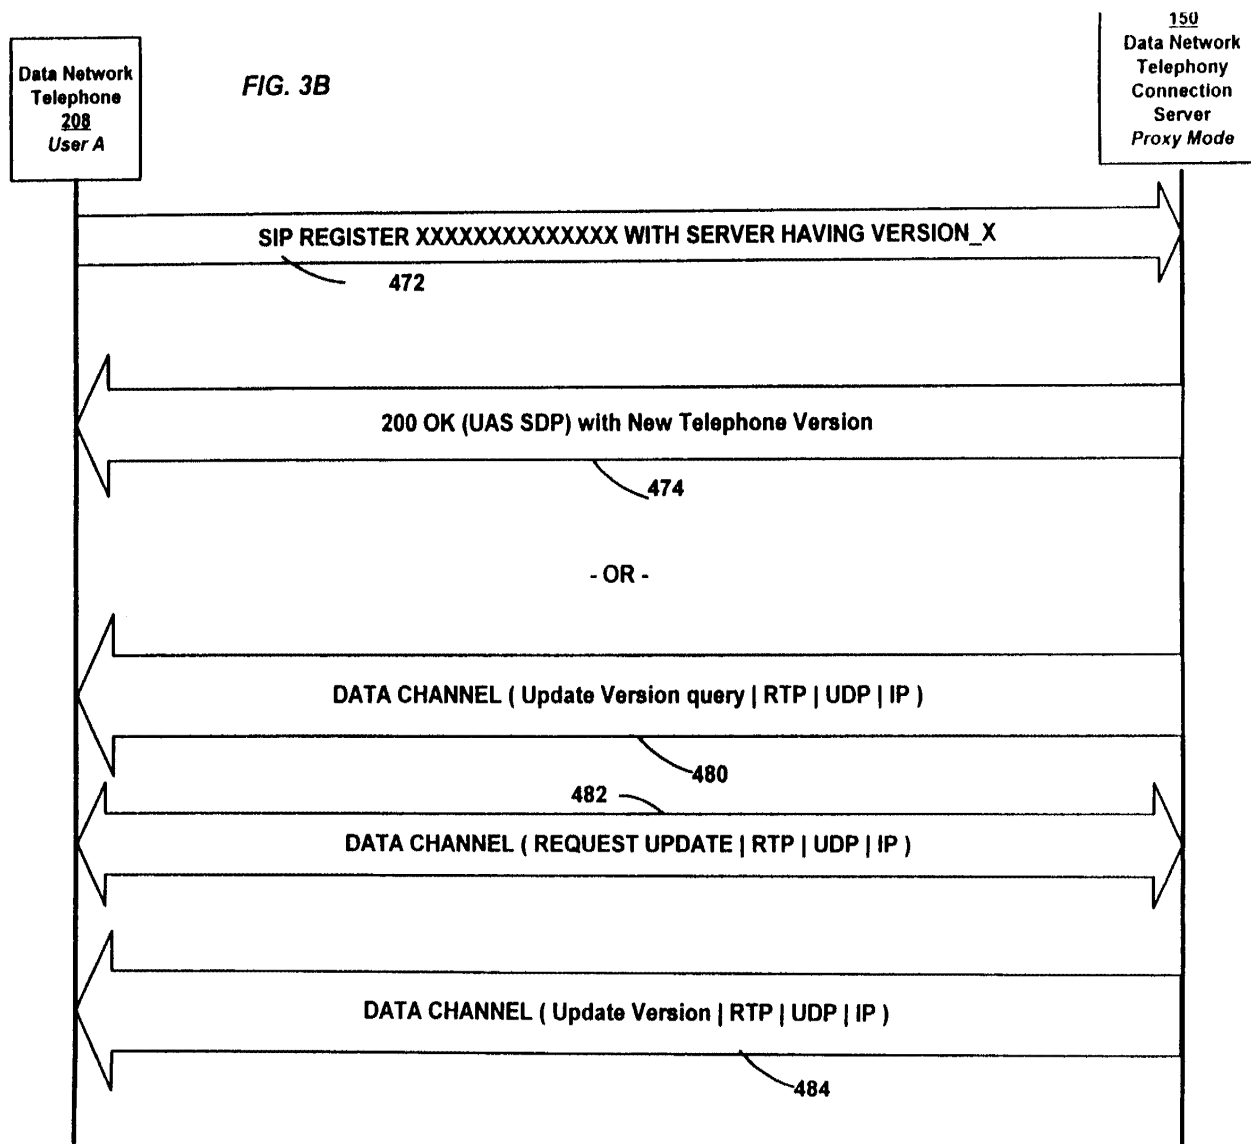 150
Data Network
Telephony
Connection
Server
Proxy Mode
Data Network
Telephone
208
User A
FIG. 3B
SIP REGISTER XXXXXXXXXXXXXX WITH SERVER HAVING VERSION_X
472
200 OK (UAS SDP) with New Telephone Version
474
- OR -
DATA CHANNEL ( Update Version query | RTP | UDP | IP )
480
482
DATA CHANNEL ( REQUEST UPDATE | RTP | UDP | IP )
DATA CHANNEL ( Update Version | RTP | UDP | IP )
484